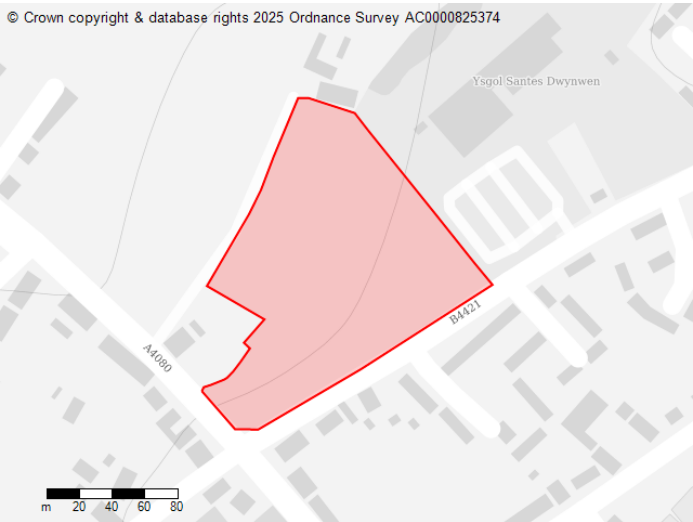 © Crown copyright & database rights 2025 Ordnance Survey AC0000825374
Ysgol Santes Dwynwen
B4421
A4080
m 20 40 60 80